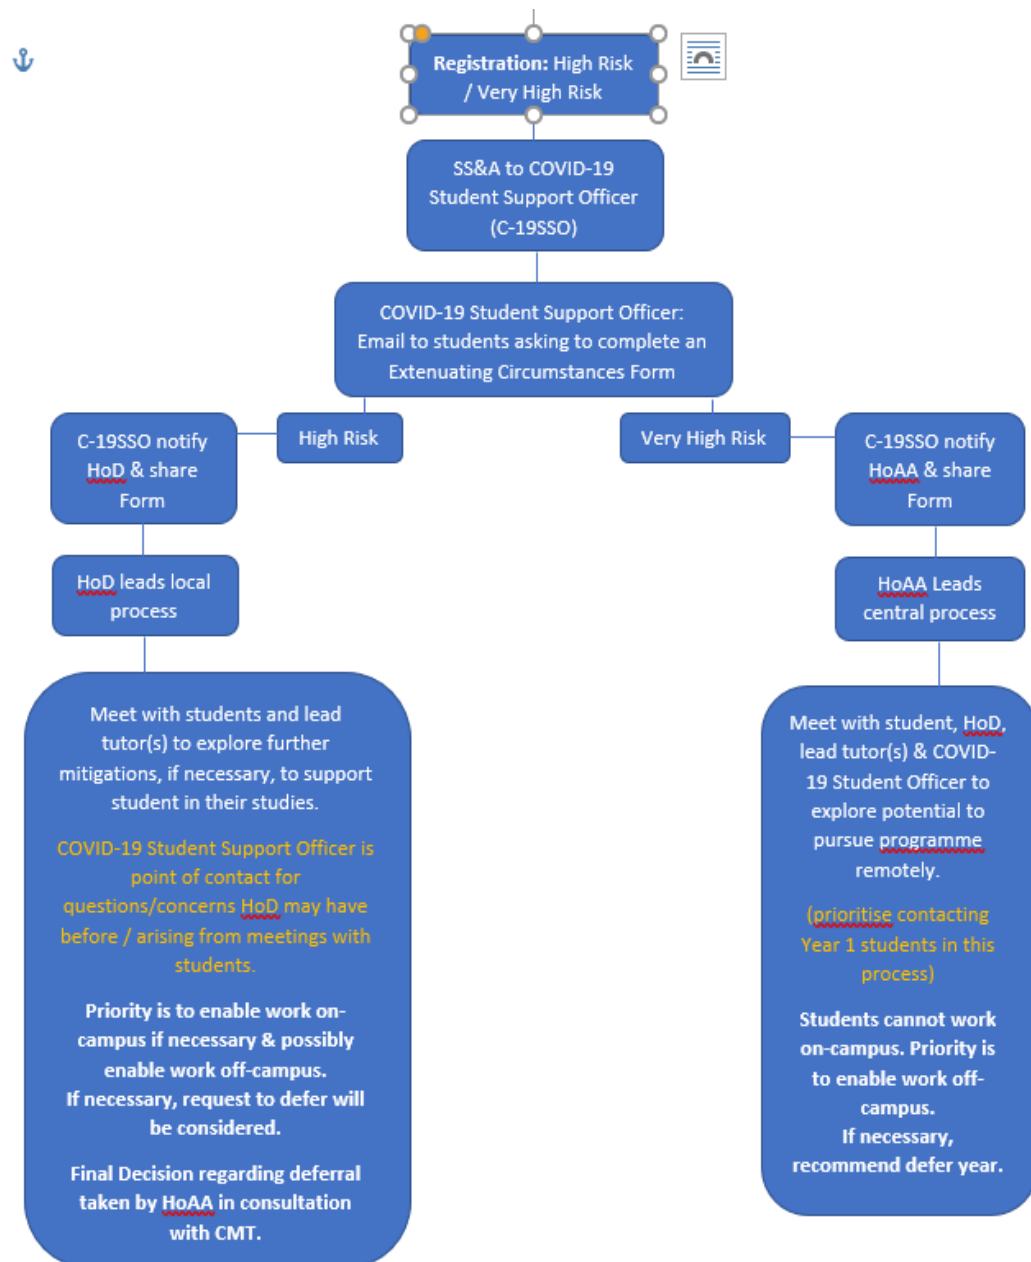 Registration: High Risk
/ Very High Risk
SS&A to COVID-19
Student Support Officer
(C-19SSO)
COVID-19 Student Support Officer:
Email to students asking to complete an
Extenuating Circumstances Form
High Risk
Very High Risk
C-19SSO notify
HoD & share
Form
C-19SSO notify
HoAA & share
Form
HoD leads local
process
HoAA Leads
central process
Meet with students and lead
tutor(s) to explore further
mitigations, if necessary, to support
student in their studies.
COVID-19 Student Support Officer is
point of contact for
questions/concerns HoD may have
before / arising from meetings with
students.
Priority is to enable work on-
campus if necessary & possibly
enable work off-campus.
If necessary, request to defer will
be considered.
Final Decision regarding deferral
taken by HoAA in consultation
with CMT.
Meet with student, HoD,
lead tutor(s) & COVID-
19 Student Officer to
explore potential to
pursue programme
remotely.
(prioritise contacting
Year 1 students in this
process)
Students cannot work
on-campus. Priority is
to enable work off-
campus.
If necessary,
recommend defer year.